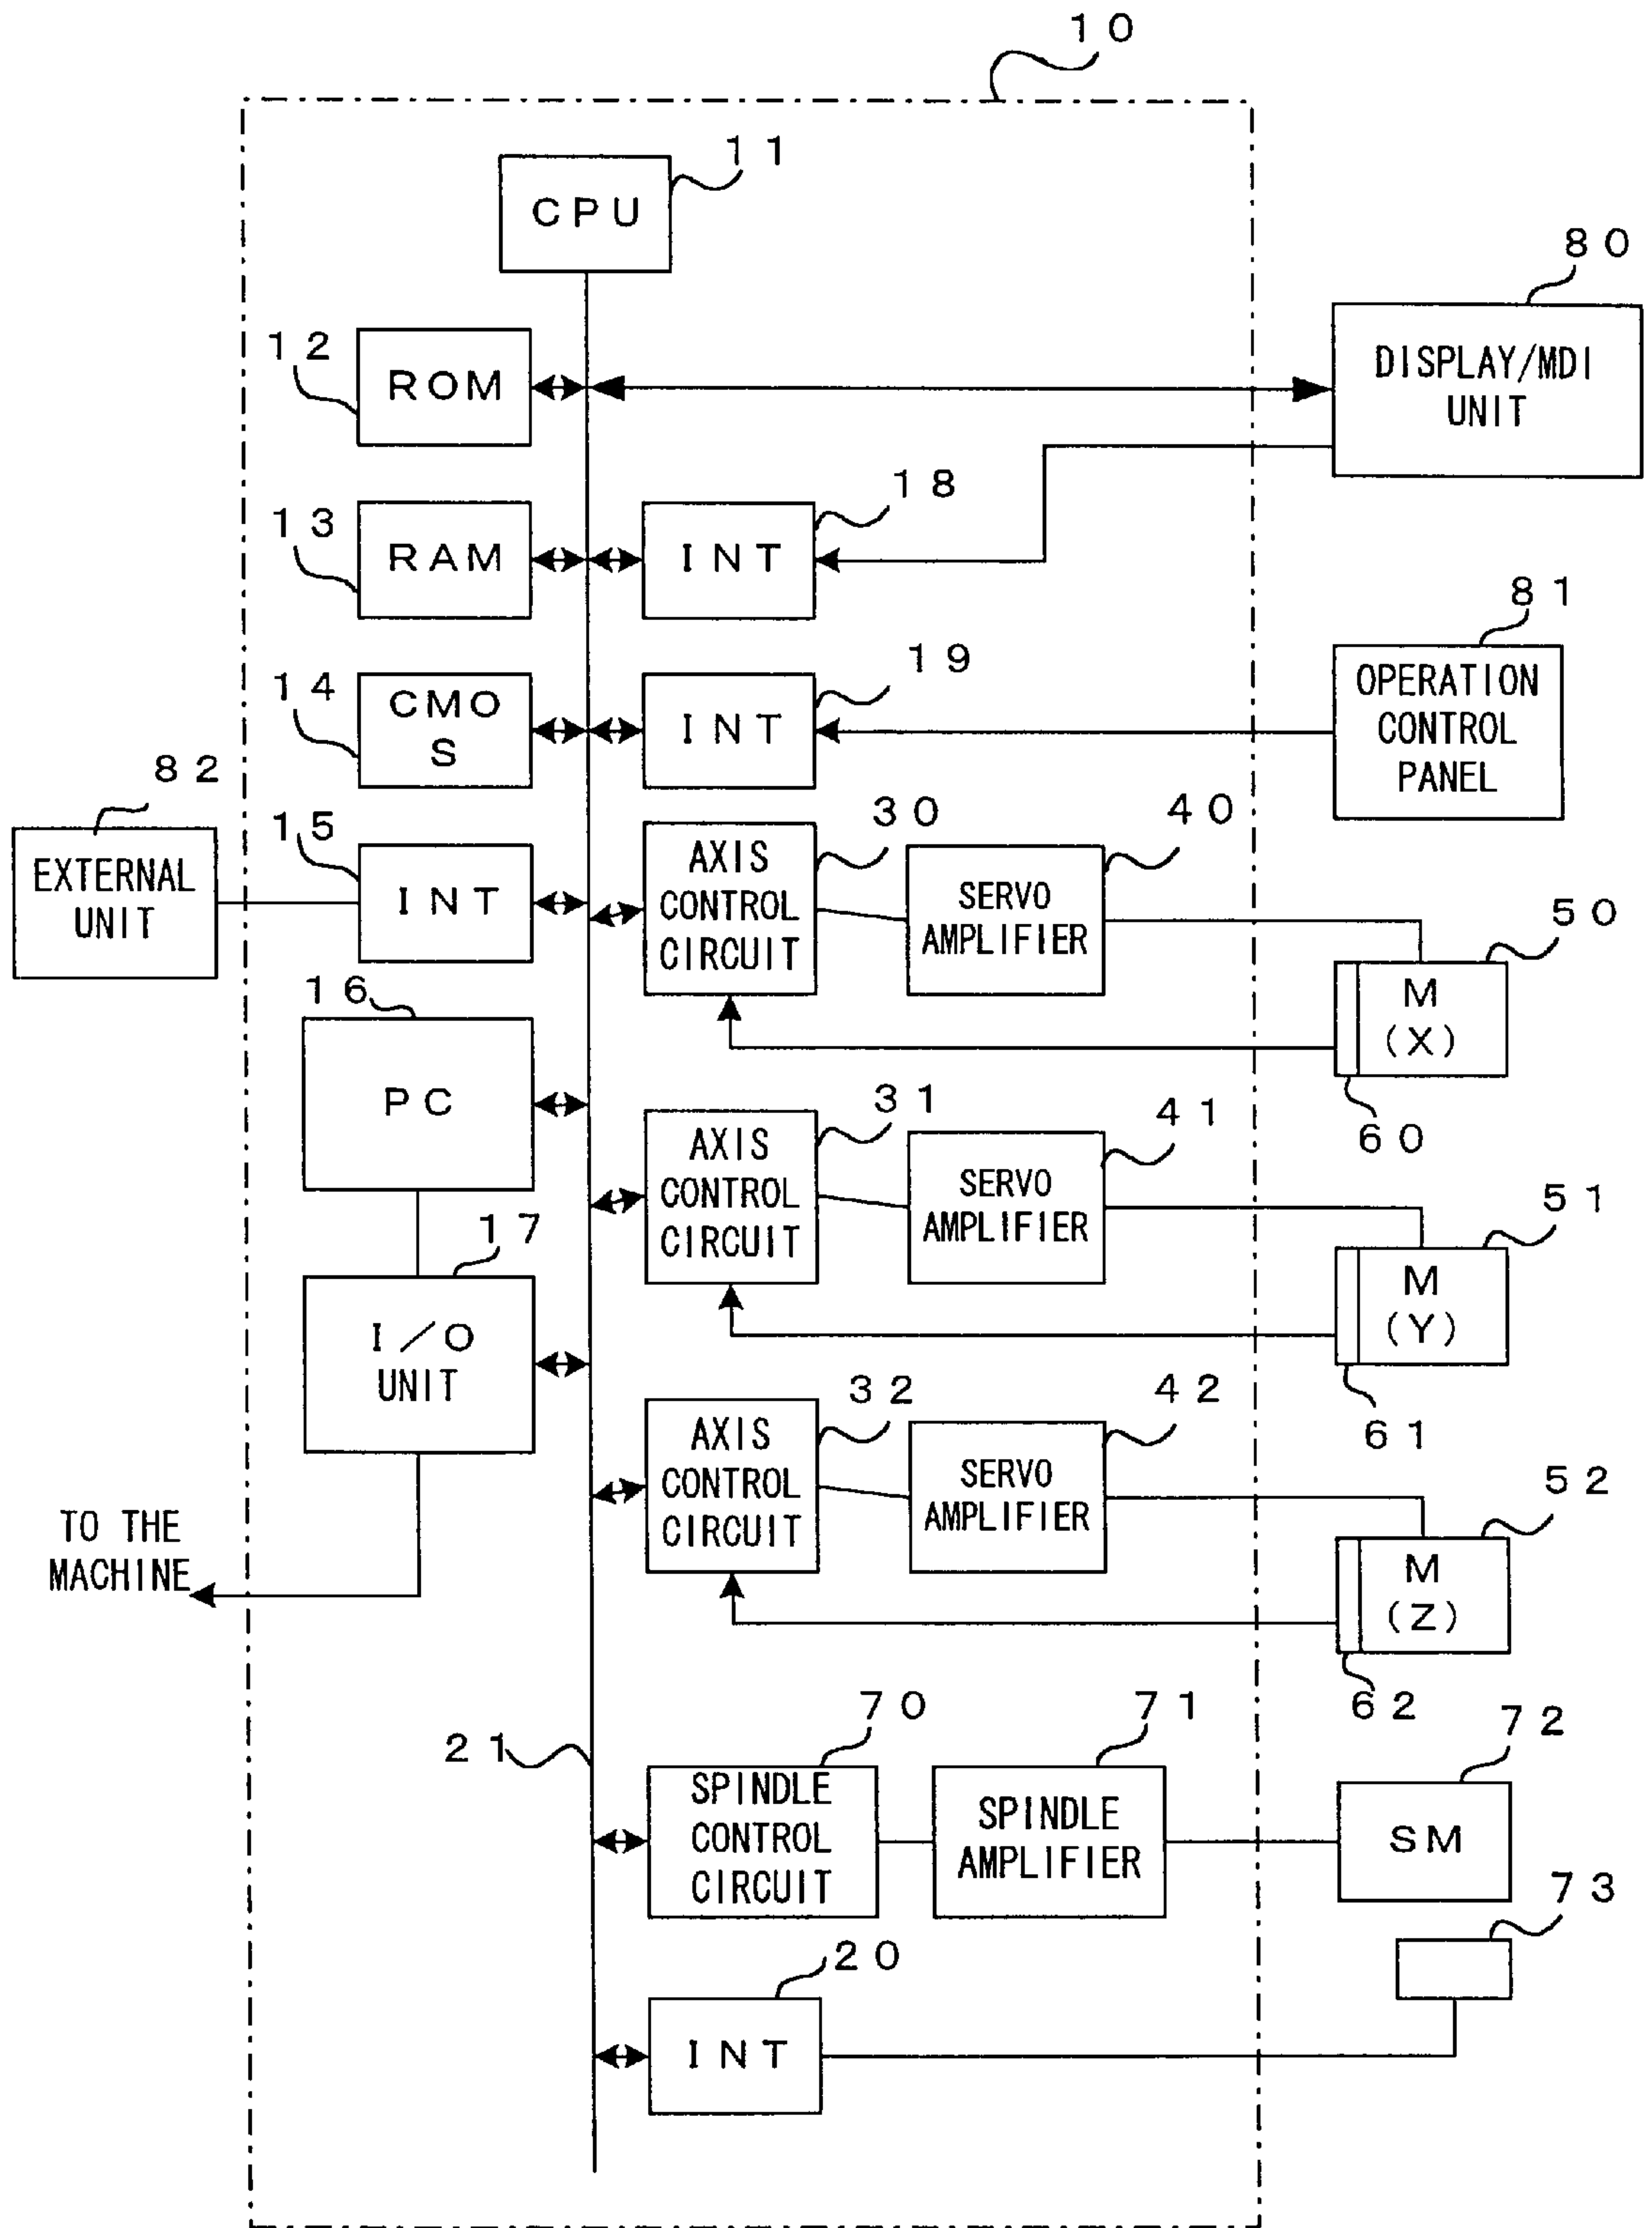 10
11
CPU
80
12
ROM
DISPLAY/MDI
UNIT
18
13
RAM
INT
81
19
14
CMO
S
INT
OPERATION
CONTROL
PANEL
82
15
30
40
EXTERNAL
UNIT
INT
AXIS
CONTROL
CIRCUIT
SERVO
AMPLIFIER
50
16
M
(X)
PC
60
31
41
AXIS
CONTROL
CIRCUIT
SERVO
AMPLIFIER
51
17
M
(Y)
I/O
UNIT
61
32
42
AXIS
CONTROL
CIRCUIT
SERVO
AMPLIFIER
52
TO THE
MACHINE
M
(Z)
62
70
71
72
21
SPINDLE
CONTROL
CIRCUIT
SPINDLE
AMPLIFIER
SM
73
20
INT